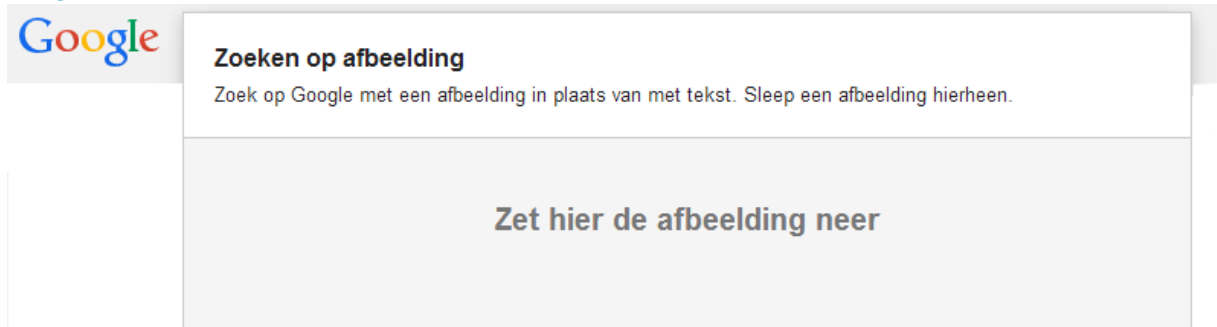 Google
Zoeken op afbeelding
Zoek op Google met een afbeelding in plaats van met tekst. Sleep een afbeelding hierheen.
Zet hier de afbeelding neer